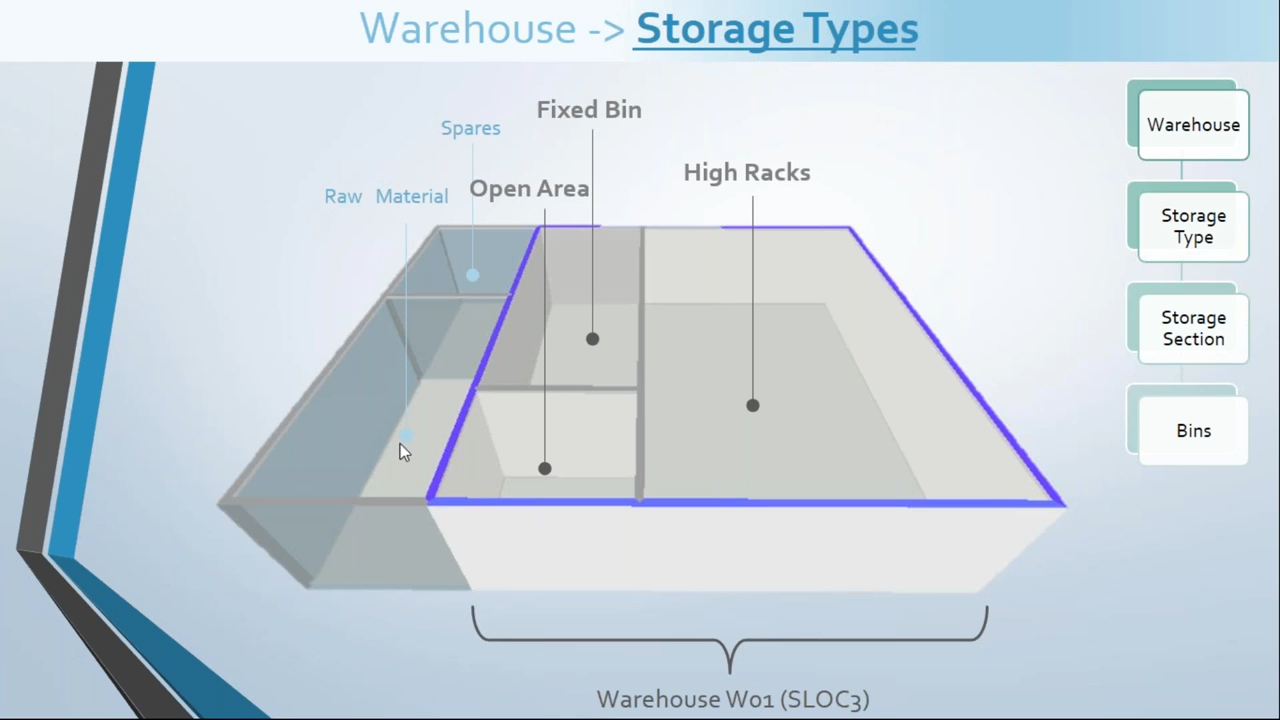 Warehouse -> Storage Types
Fixed Bin
Spares
High Racks
Open Area
Raw Material
Warehouse
Storage
Type
Storage
Section
Bins
Warehouse W01 (SLOC3)